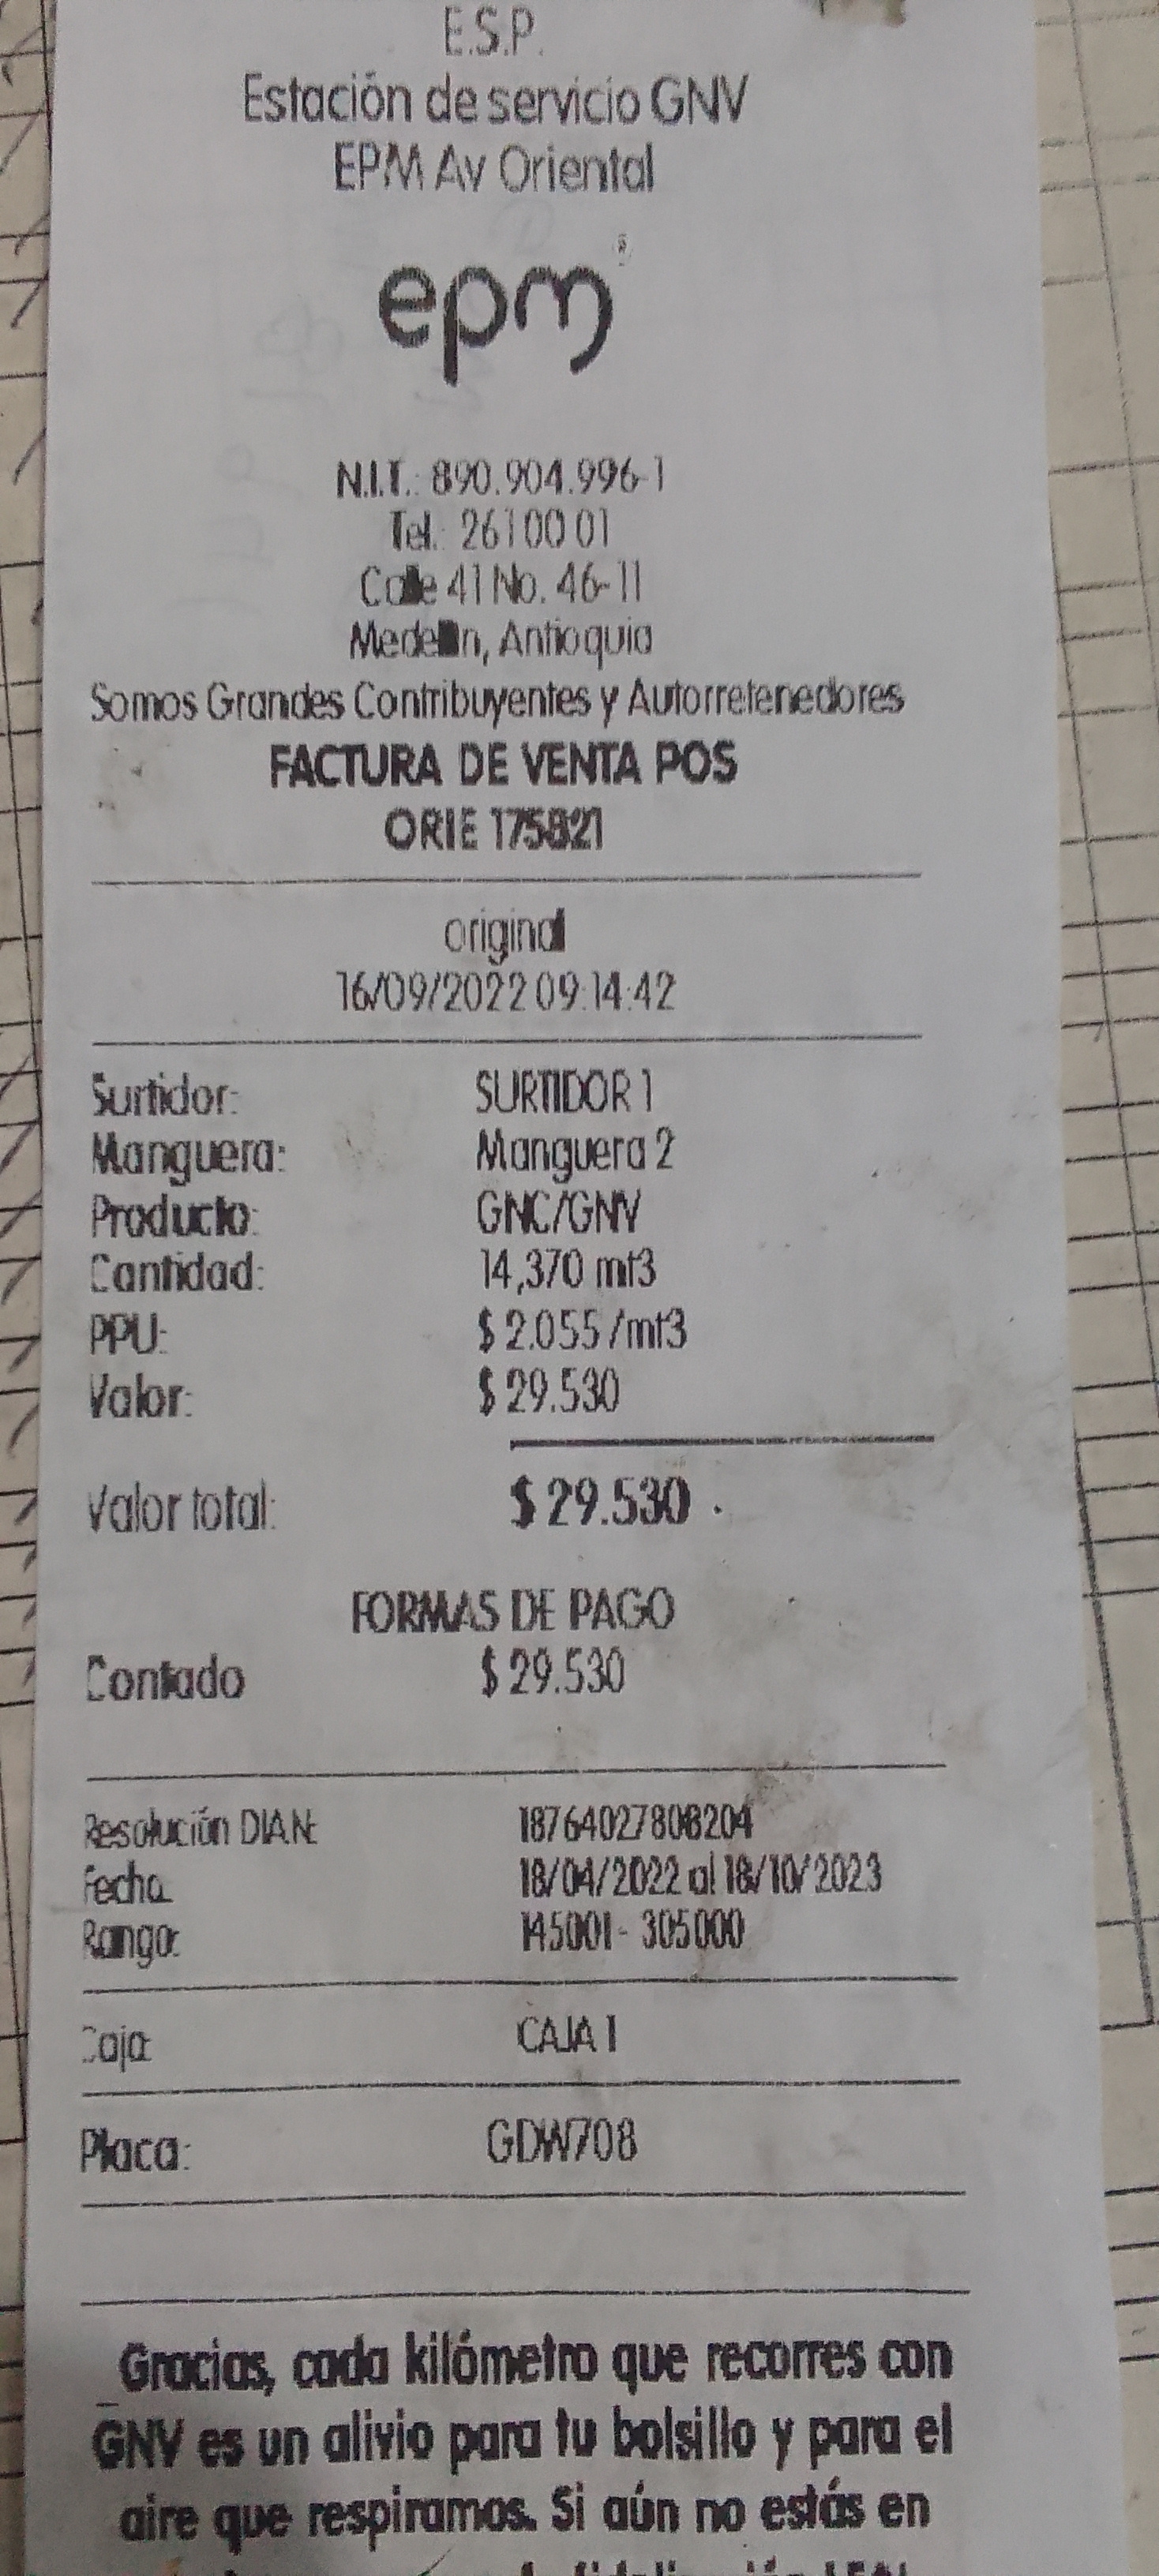 E.S.P.
Estación de servicio GNV
EPM Av Oriental
epm
N.I.T.: 890.904.996-1
Tel.: 261 00 01
Calle 41 No. 46-11
Medellín, Antioquia
Somos Grandes Contribuyentes y Autorretenedores
FACTURA DE VENTA POS
ORIE 175821
original
16/09/2022 09:14:42
Surtidor: SURTIDOR 1
Manguera: Manguera 2
Producto: GNC/GNV
Cantidad: 14,370 mt3
PPU: $ 2.055 /mt3
Valor: $ 29.530
Valor total: $ 29.530
FORMAS DE PAGO
Contado $ 29.530
Resolución DIAN: 18764027808204
Fecha 18/04/2022 al 18/10/2023
Rango: 145001 - 305000
Caja: CAJA 1
Placa: GDW708
Gracias, cada kilómetro que recorres con
GNV es un alivio para tu bolsillo y para el
aire que respiramos. Si aún no estás en